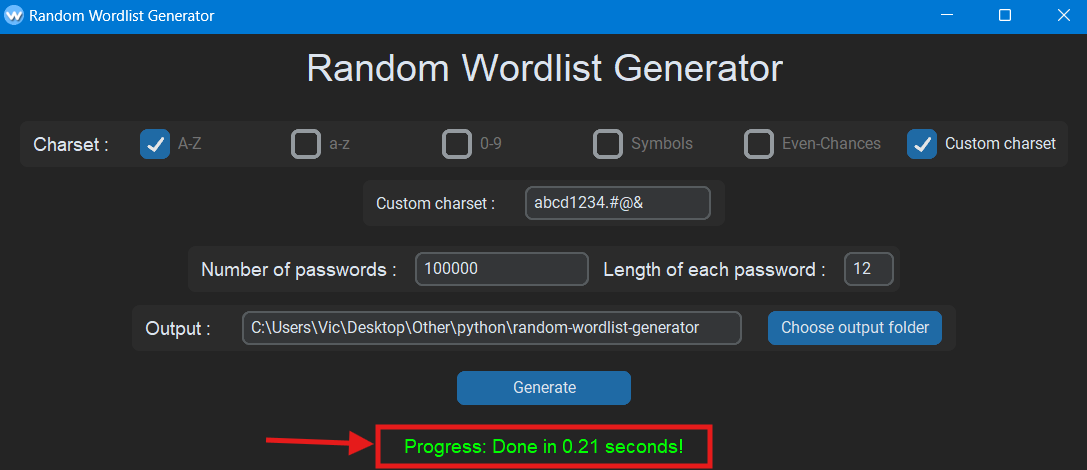 Random Wordlist Generator
Random Wordlist Generator
Charset : A-Z a-z 0-9 Symbols Even-Chances Custom charset
Custom charset : abcd1234.#@&
Number of passwords : 100000 Length of each password : 12
Output : C:\Users\Vic\Desktop\Other\python\random-wordlist-generator Choose output folder
Generate
Progress: Done in 0.21 seconds!